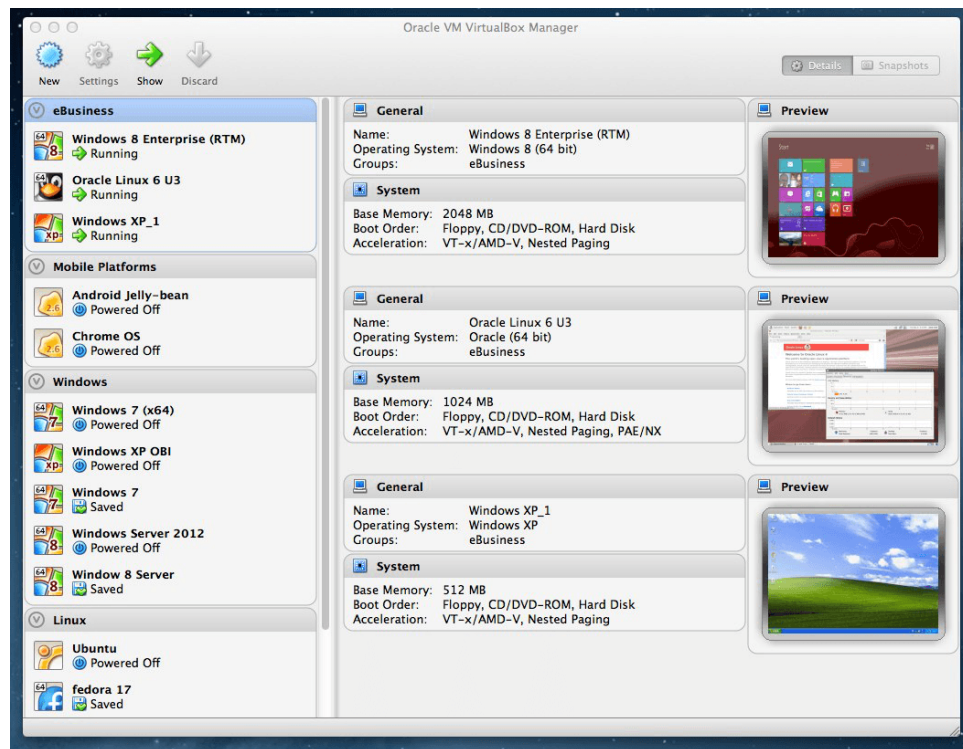 Oracle VM VirtualBox Manager
New Settings Show Discard
Details Snapshots
eBusiness
Windows 8 Enterprise (RTM)
Running
Oracle Linux 6 U3
Running
Windows XP_1
Running
Mobile Platforms
Android Jelly-bean
Powered Off
Chrome OS
Powered Off
Windows
Windows 7 (x64)
Powered Off
Windows XP OBI
Powered Off
Windows 7
Saved
Windows Server 2012
Powered Off
Window 8 Server
Saved
Linux
Ubuntu
Powered Off
fedora 17
Saved
General
Name: Windows 8 Enterprise (RTM)
Operating System: Windows 8 (64 bit)
Groups: eBusiness
System
Base Memory: 2048 MB
Boot Order: Floppy, CD/DVD-ROM, Hard Disk
Acceleration: VT-x/AMD-V, Nested Paging
Preview
Start
General
Name: Oracle Linux 6 U3
Operating System: Oracle (64 bit)
Groups: eBusiness
System
Base Memory: 1024 MB
Boot Order: Floppy, CD/DVD-ROM, Hard Disk
Acceleration: VT-x/AMD-V, Nested Paging, PAE/NX
Preview
General
Name: Windows XP_1
Operating System: Windows XP
Groups: eBusiness
System
Base Memory: 512 MB
Boot Order: Floppy, CD/DVD-ROM, Hard Disk
Acceleration: VT-x/AMD-V, Nested Paging
Preview